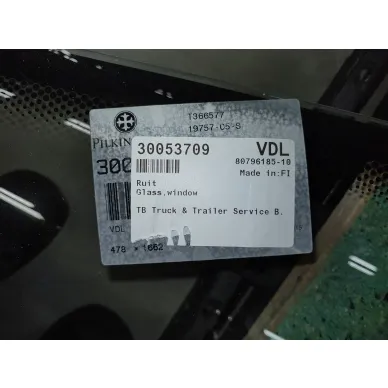 T366577
19757-C5-S
PILKIN
30053709
VDL
80796185-10
Made in:FI
300
Ruit
Glass,window
TB Truck & Trailer Service B.
VDL
478 × 1662